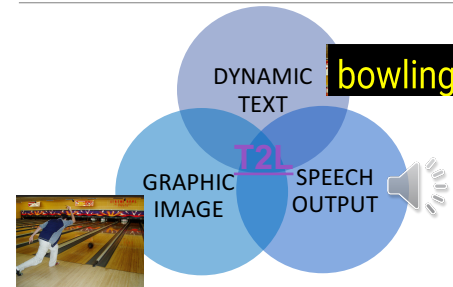 DYNAMIC
TEXT
bowling
T2L
GRAPHIC
IMAGE
SPEECH
OUTPUT